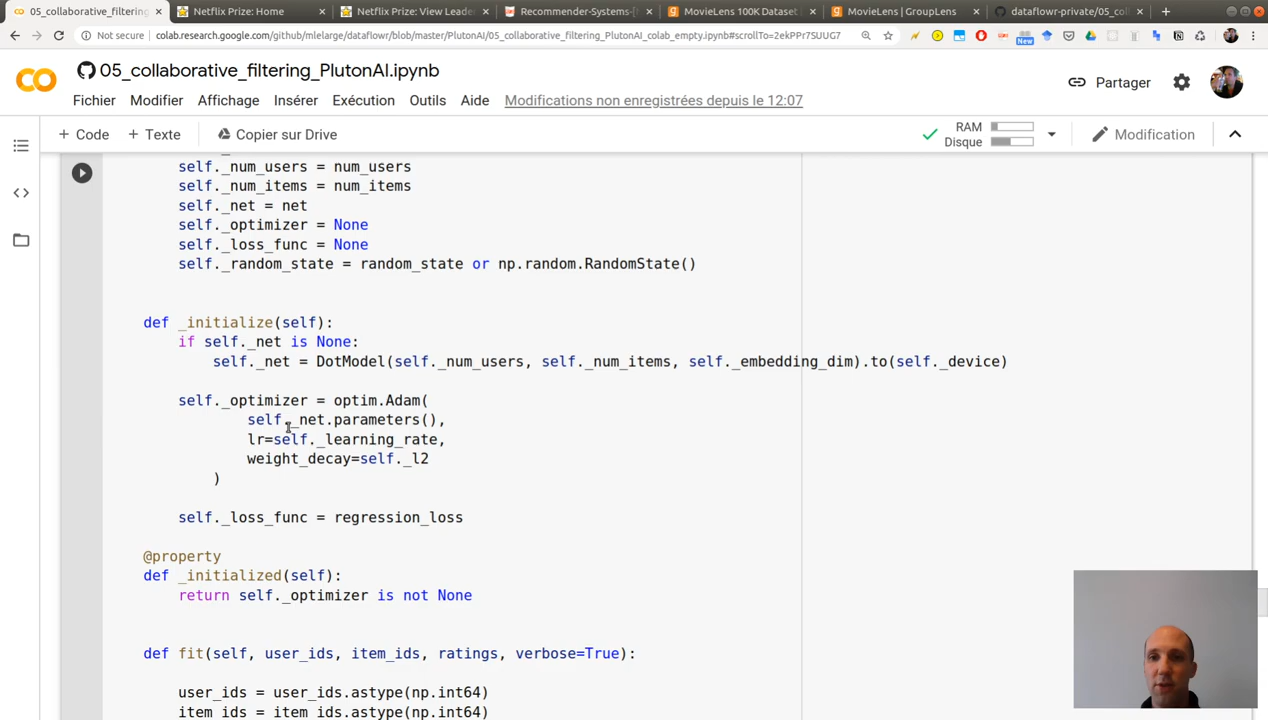 05_coll
Netflix Prize: Home
Netflix Prize: View Leade
Recommender-Systems-[
MovieLens 100K Dataset
MovieLens | GroupLens
dataflowr-private/05_col
Not secure | colab.research.google.com/github/mlelarge/dataflowr/blob/master/PlutonAI/05_collaborative_filtering_PlutonAI_colab_empty.ipynb#scrollTo=2ekPPr7SUUG7
New
05_collaborative_filtering_PlutonAI.ipynb
Partager
Fichier Modifier Affichage Insérer Exécution Outils Aide Modifications non enregistrées depuis le 12:07
+ Code + Texte Copier sur Drive
RAM
Disque
Modification
self._num_users = num_users
self._num_items = num_items
self._net = net
self._optimizer = None
self._loss_func = None
self._random_state = random_state or np.random.RandomState()
def _initialize(self):
if self._net is None:
self._net = DotModel(self._num_users, self._num_items, self._embedding_dim).to(self._device)
self._optimizer = optim.Adam(
self._net.parameters(),
lr=self._learning_rate,
weight_decay=self._l2
)
self._loss_func = regression_loss
@property
def _initialized(self):
return self._optimizer is not None
def fit(self, user_ids, item_ids, ratings, verbose=True):
user_ids = user_ids.astype(np.int64)
item_ids = item_ids.astype(np.int64)